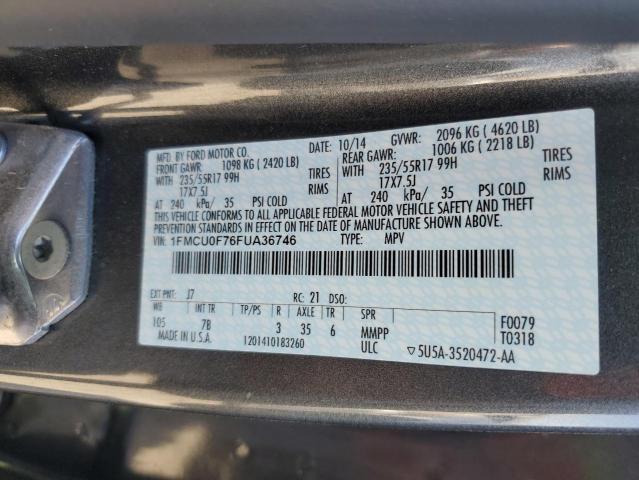 MFD. BY FORD MOTOR CO.
DATE: 10/14 GVWR: 2096 KG ( 4620 LB)
FRONT GAWR: 1098 KG ( 2420 LB)
REAR GAWR: 1006 KG ( 2218 LB)
WITH 235/55R17 99H TIRES
WITH 235/55R17 99H TIRES
17X7.5J RIMS
17X7.5J RIMS
AT 240 kPa/ 35 PSI COLD
AT 240 kPa/ 35 PSI COLD
THIS VEHICLE CONFORMS TO ALL APPLICABLE FEDERAL MOTOR VEHICLE SAFETY AND THEFT
PREVENTION STANDARDS IN EFFECT ON THE DATE OF MANUFACTURE SHOWN ABOVE.
VIN: 1FMCU0F76FUA36746 TYPE: MPV
EXT PNT: J7 RC: 21 DSO:
WB INT TR TP/PS R AXLE TR SPR F0079
105 7B 3 35 6 MMPP T0318
MADE IN U.S.A. 1201410183260 ULC ▽5U5A-3520472-AA